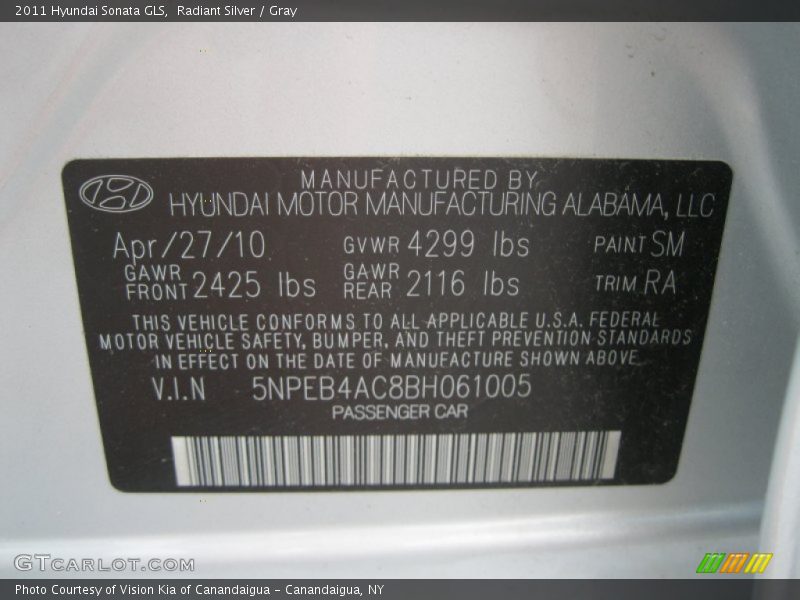 2011 Hyundai Sonata GLS, Radiant Silver / Gray
MANUFACTURED BY
HYUNDAI MOTOR MANUFACTURING ALABAMA, LLC
Apr/27/10 GVWR 4299 lbs PAINT SM
GAWR FRONT 2425 lbs GAWR REAR 2116 lbs TRIM RA
THIS VEHICLE CONFORMS TO ALL APPLICABLE U.S.A. FEDERAL
MOTOR VEHICLE SAFETY, BUMPER, AND THEFT PREVENTION STANDARDS
IN EFFECT ON THE DATE OF MANUFACTURE SHOWN ABOVE.
V.I.N 5NPEB4AC8BH061005
PASSENGER CAR
GTCARLOT.COM
Photo Courtesy of Vision Kia of Canandaigua - Canandaigua, NY